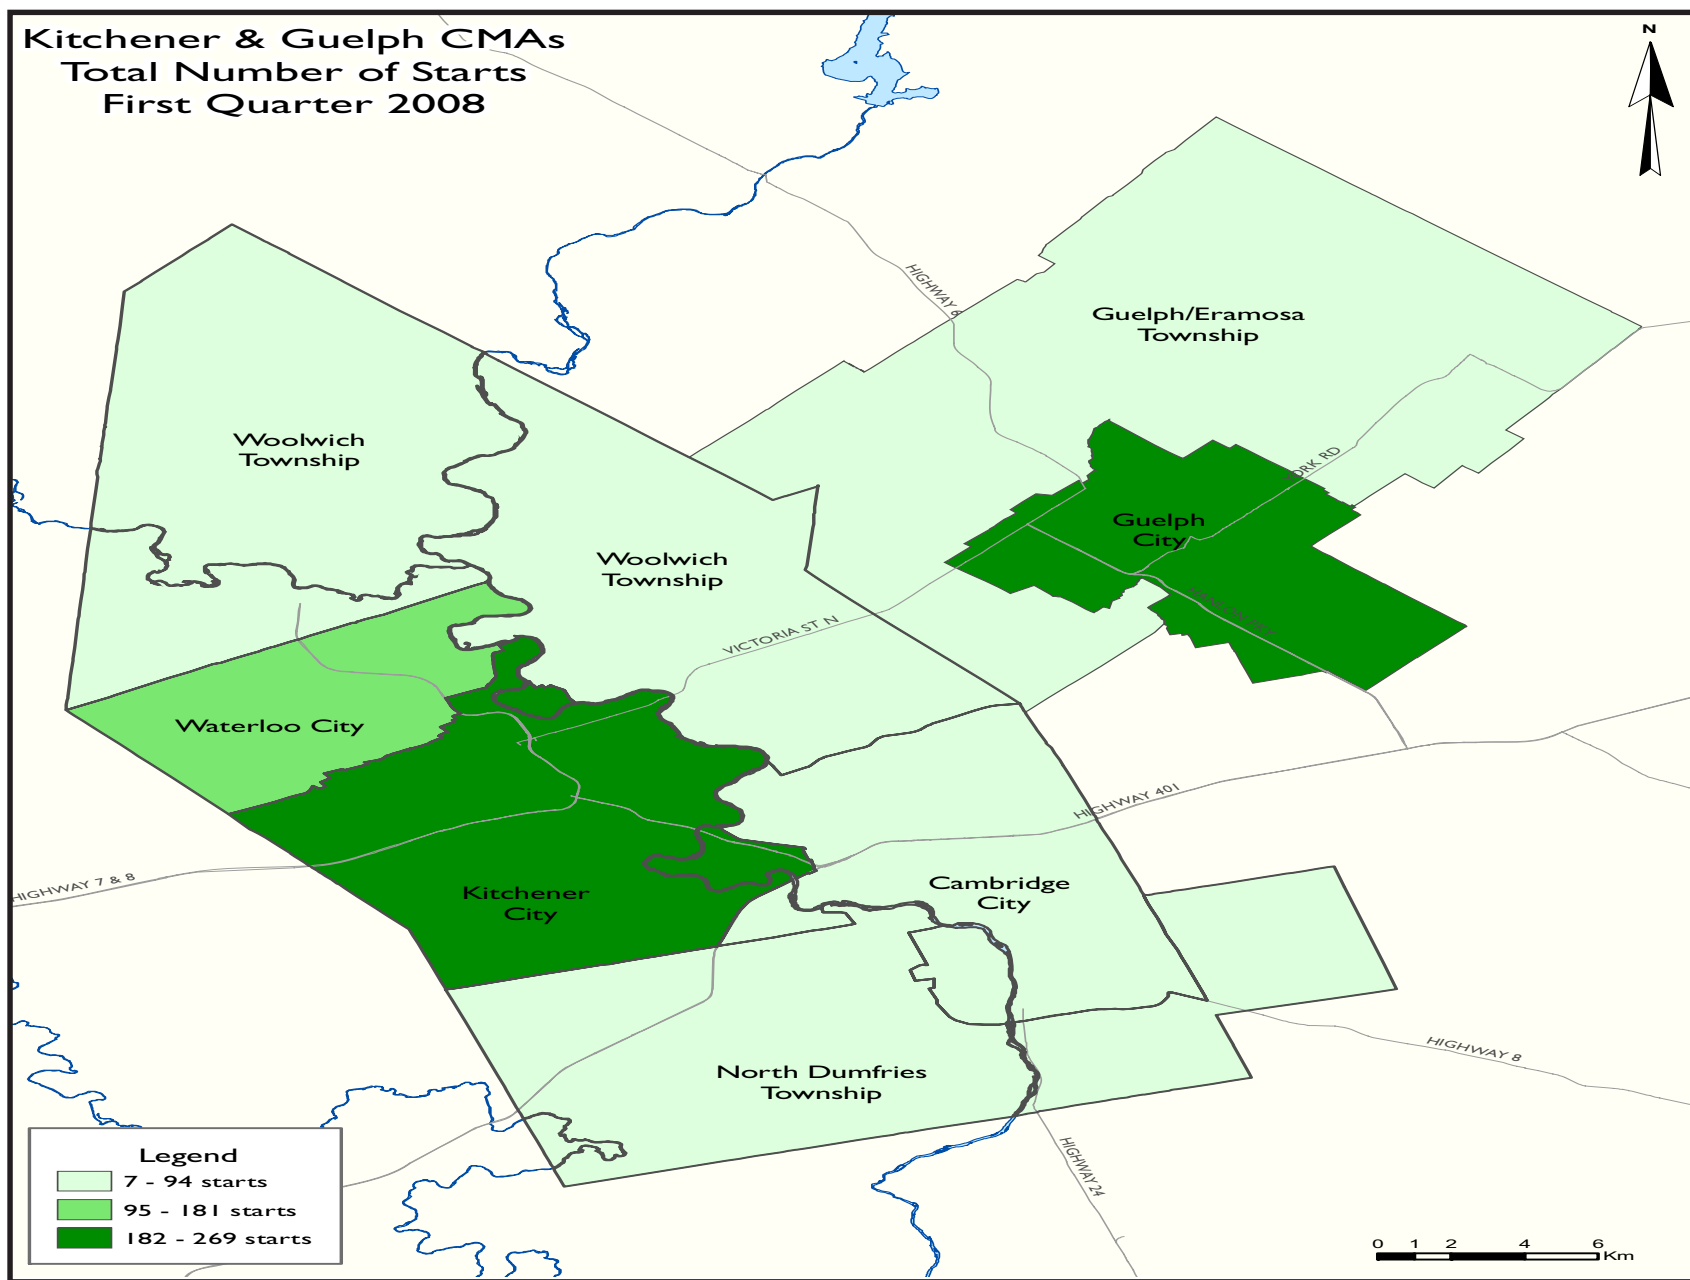 Kitchener & Guelph CMAs
Total Number of Starts
First Quarter 2008
N
HIGHWAY 6
Guelph/Eramosa
Township
Woolwich
Township
ORK RD
Guelph
City
Woolwich
Township
VICTORIA ST N
Waterloo City
HIGHWAY 401
HIGHWAY 7 & 8
Kitchener
City
Cambridge
City
HIGHWAY 8
North Dumfries
Township
HIGHWAY 24
Legend
7 - 94 starts
95 - 181 starts
182 - 269 starts
0 1 2 4 6
Km